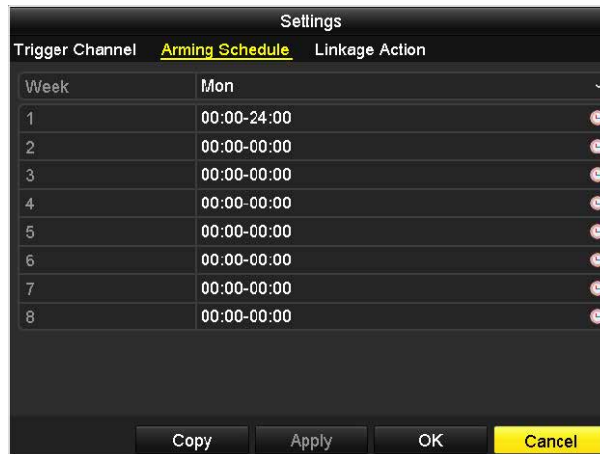 Settings
Trigger Channel Arming Schedule Linkage Action
Week Mon
1 00:00-24:00
2 00:00-00:00
3 00:00-00:00
4 00:00-00:00
5 00:00-00:00
6 00:00-00:00
7 00:00-00:00
8 00:00-00:00
Copy Apply OK Cancel